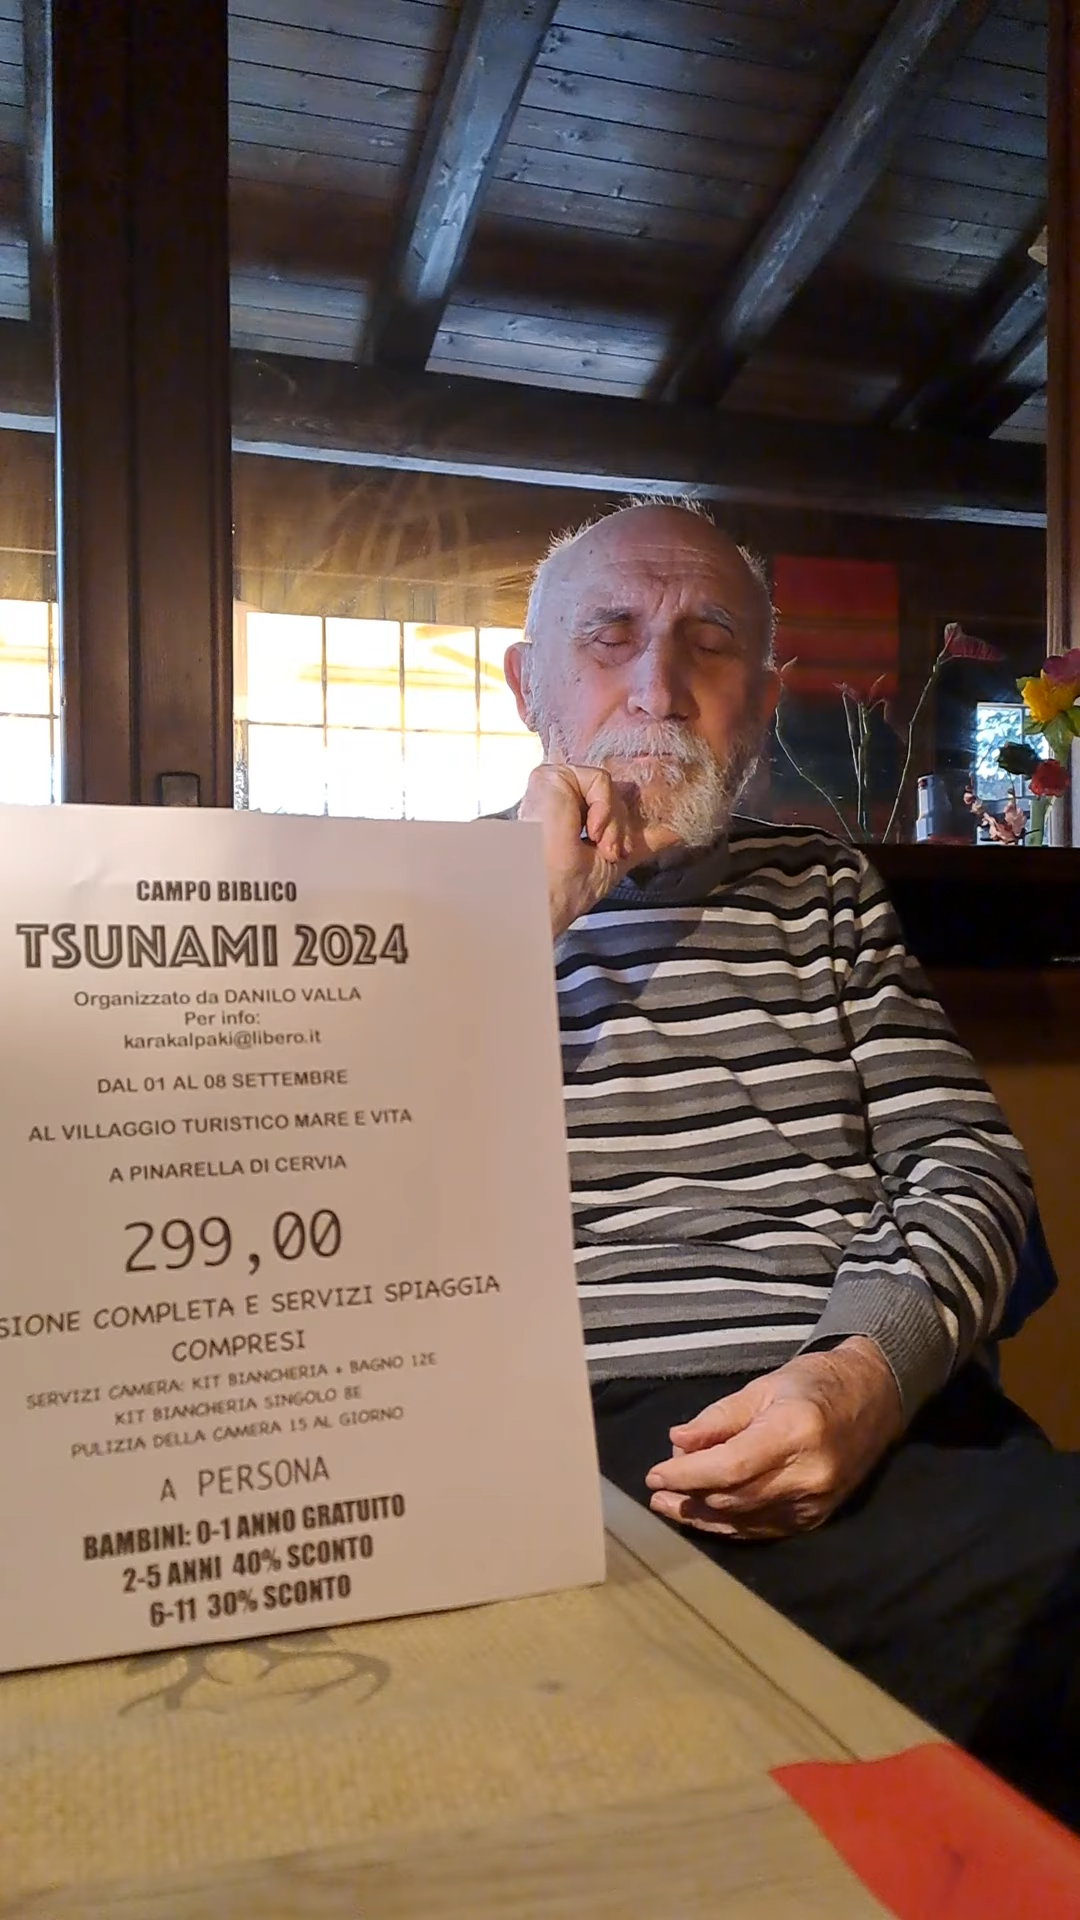 CAMPO BIBLICO
TSUNAMI 2024
Organizzato da DANILO VALLA
Per info:
karakalpaki@libero.it
DAL 01 AL 08 SETTEMBRE
AL VILLAGGIO TURISTICO MARE E VITA
A PINARELLA DI CERVIA
299,00
SIONE COMPLETA E SERVIZI SPIAGGIA
COMPRESI
SERVIZI CAMERA: KIT BIANCHERIA + BAGNO 12E
KIT BIANCHERIA SINGOLO 8E
PULIZIA DELLA CAMERA 15 AL GIORNO
A PERSONA
BAMBINI: 0-1 ANNO GRATUITO
2-5 ANNI 40% SCONTO
6-11 30% SCONTO